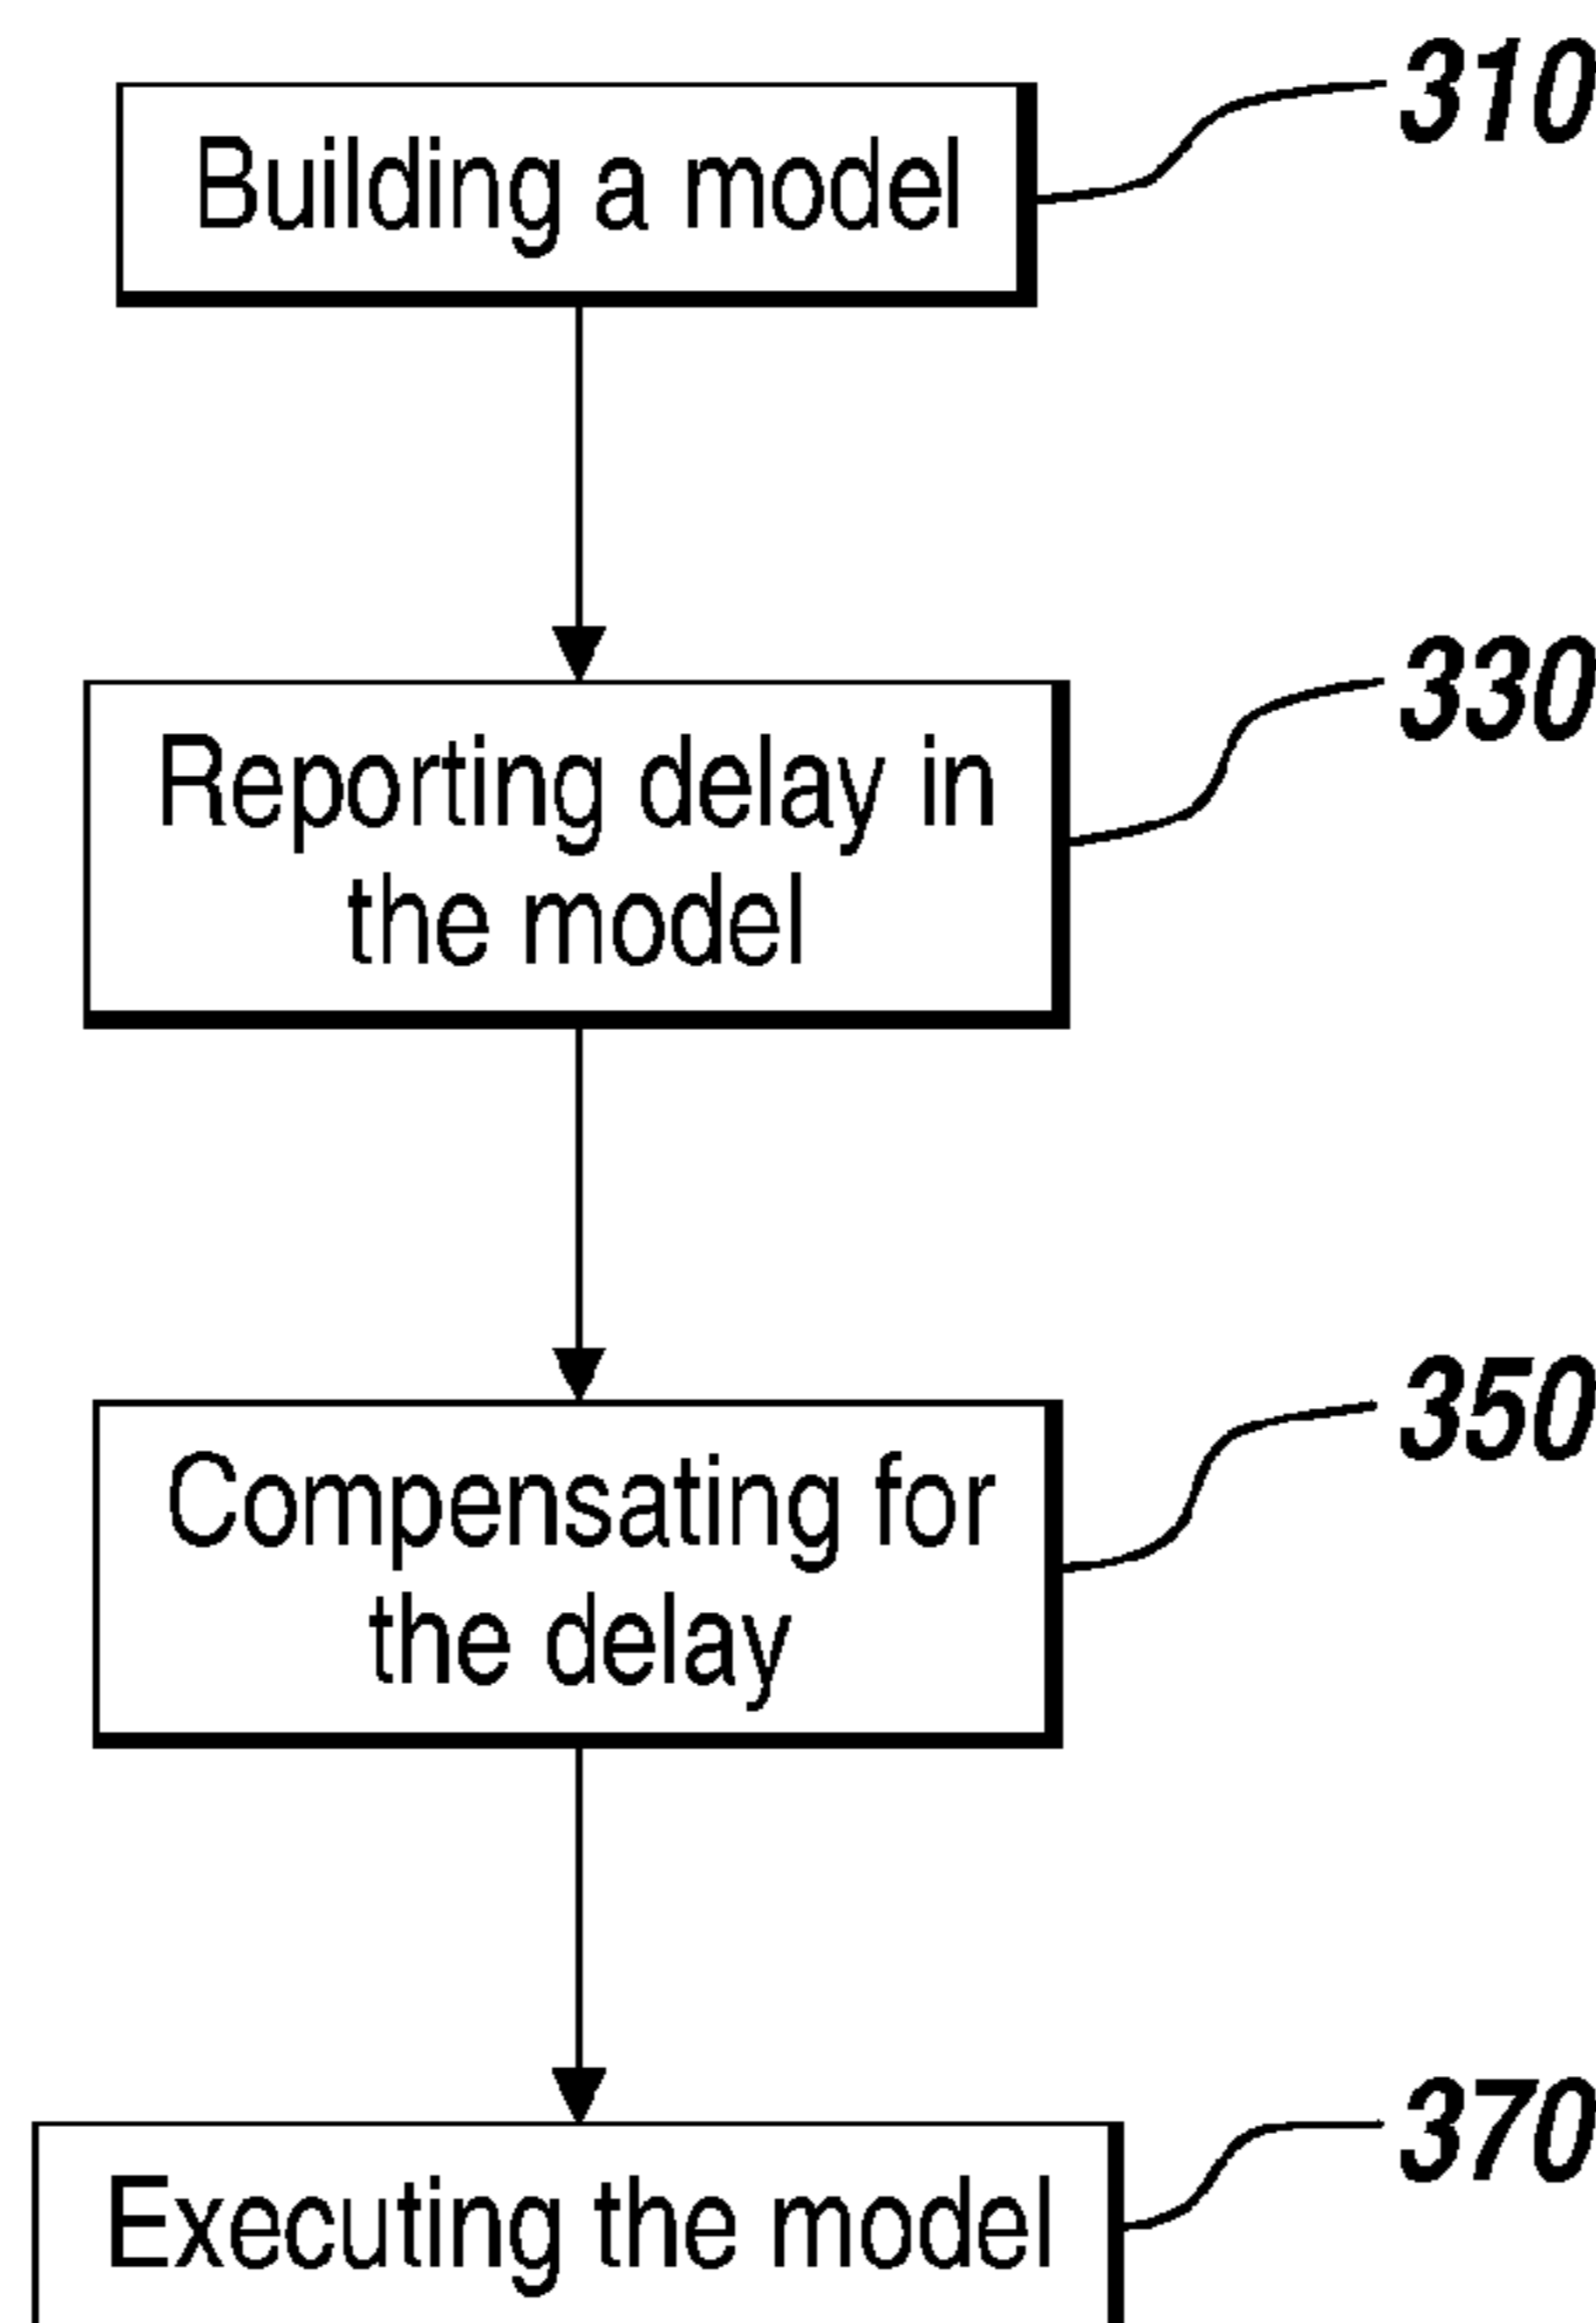 310
Building a model
330
Reporting delay in
the model
350
Compensating for
the delay
370
Executing the model